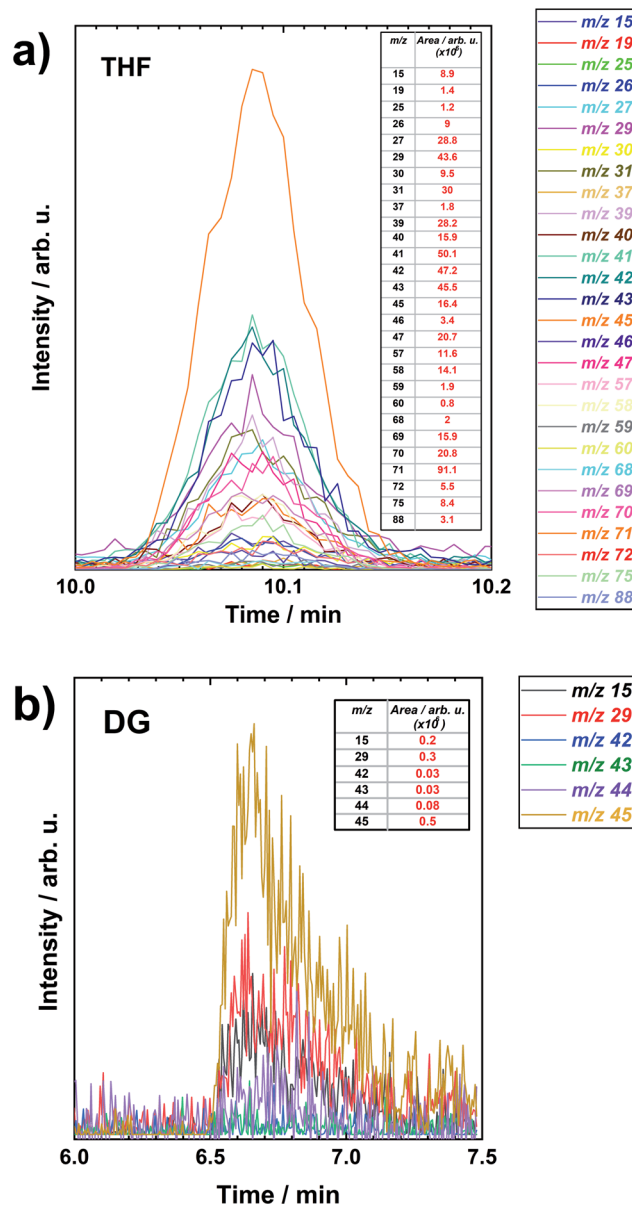 a)
THF
Intensity / arb. u.
m/z Area / arb. u.
(x10⁶)
15 8.9
19 1.4
25 1.2
26 9
27 28.8
29 43.6
30 9.5
31 30
37 1.8
39 28.2
40 15.9
41 50.1
42 47.2
43 45.5
45 16.4
46 3.4
47 20.7
57 11.6
58 14.1
59 1.9
60 0.8
68 2
69 15.9
70 20.8
71 91.1
72 5.5
75 8.4
88 3.1
10.0 10.1 10.2
Time / min
m/z 15
m/z 19
m/z 25
m/z 26
m/z 27
m/z 29
m/z 30
m/z 31
m/z 37
m/z 39
m/z 40
m/z 41
m/z 42
m/z 43
m/z 45
m/z 46
m/z 47
m/z 57
m/z 58
m/z 59
m/z 60
m/z 68
m/z 69
m/z 70
m/z 71
m/z 72
m/z 75
m/z 88
b)
DG
Intensity / arb. u.
m/z Area / arb. u.
15 0.2
29 0.3
42 0.03
43 0.03
44 0.08
45 0.5
6.0 6.5 7.0 7.5
Time / min
m/z 15
m/z 29
m/z 42
m/z 43
m/z 44
m/z 45